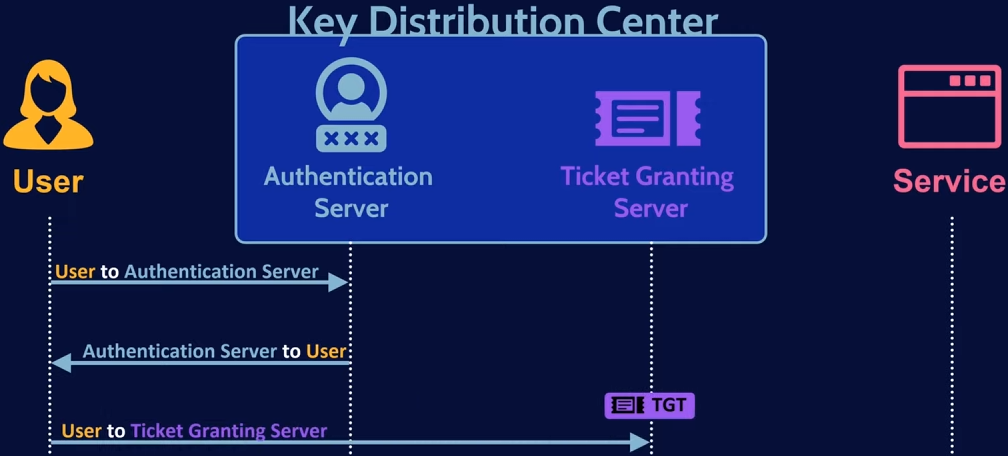 Key Distribution Center
User
Authentication
Server
Ticket Granting
Server
Service
User to Authentication Server
Authentication Server to User
TGT
User to Ticket Granting Server